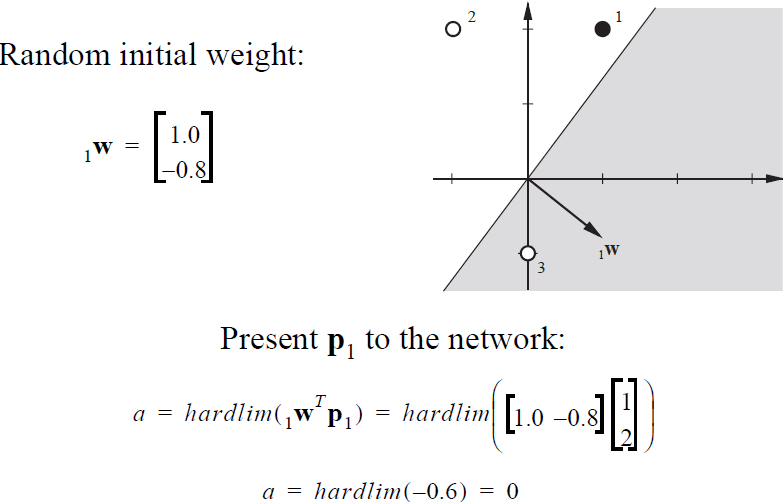 2
1
Random initial weight:
₁w = [1.0 −0.8]
₁w
3
Present p₁ to the network:
a = hardlim(₁wᵀp₁) = hardlim([1.0 −0.8][1 2])
a = hardlim(−0.6) = 0